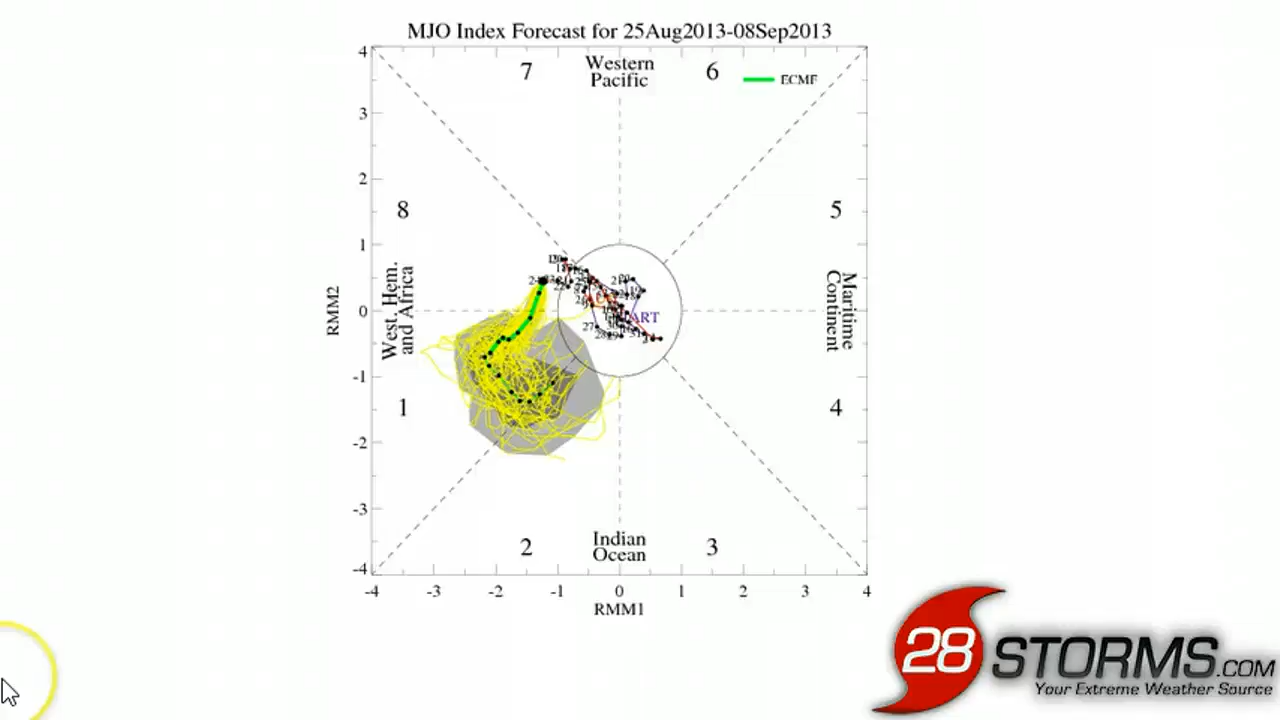 MJO Index Forecast for 25Aug2013-08Sep2013
4
7
Western
Pacific
6
ECMF
3
2
8
5
1
West. Hem.
and Africa
Maritime
Continent
RMM2
0
START
27
-1
1
4
-2
-3
2
Indian
Ocean
3
-4
-4 -3 -2 -1 0 1 2 3 4
RMM1
28STORMS.COM
Your Extreme Weather Source